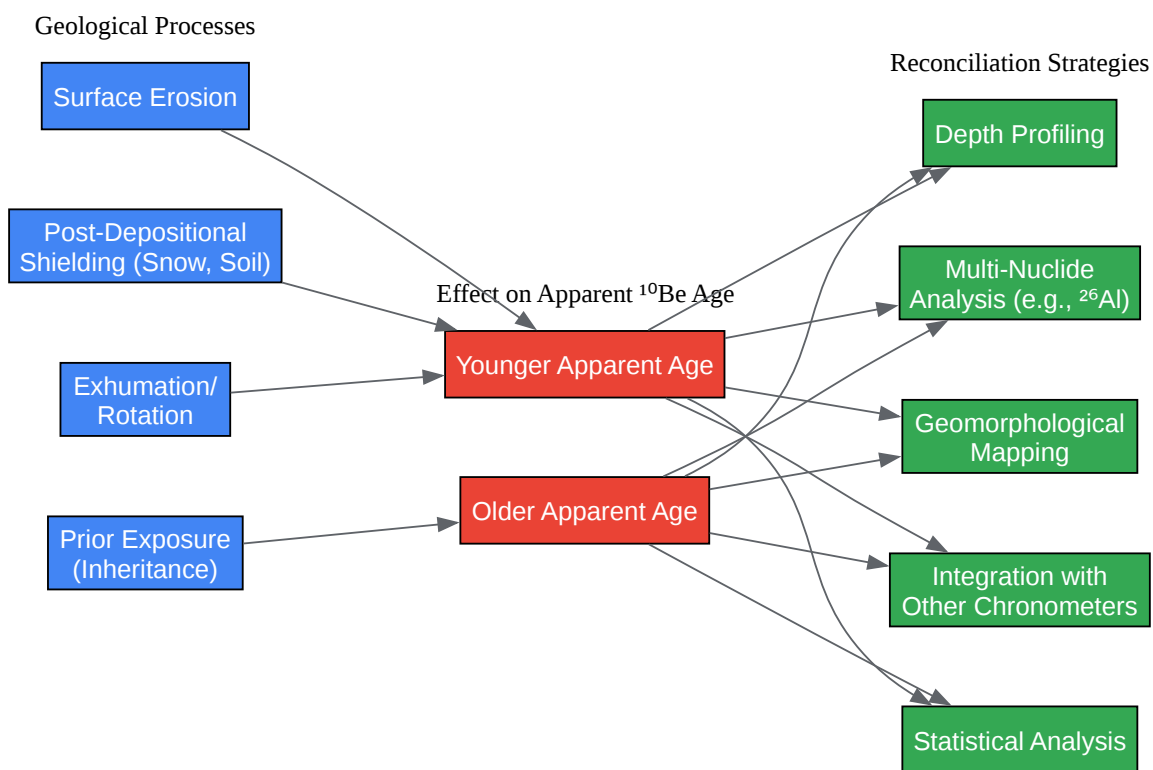 Geological Processes
Surface Erosion
Post-Depositional
Shielding (Snow, Soil)
Exhumation/
Rotation
Prior Exposure
(Inheritance)
Effect on Apparent ¹⁰Be Age
Younger Apparent Age
Older Apparent Age
Reconciliation Strategies
Depth Profiling
Multi-Nuclide
Analysis (e.g., ²⁶Al)
Geomorphological
Mapping
Integration with
Other Chronometers
Statistical Analysis